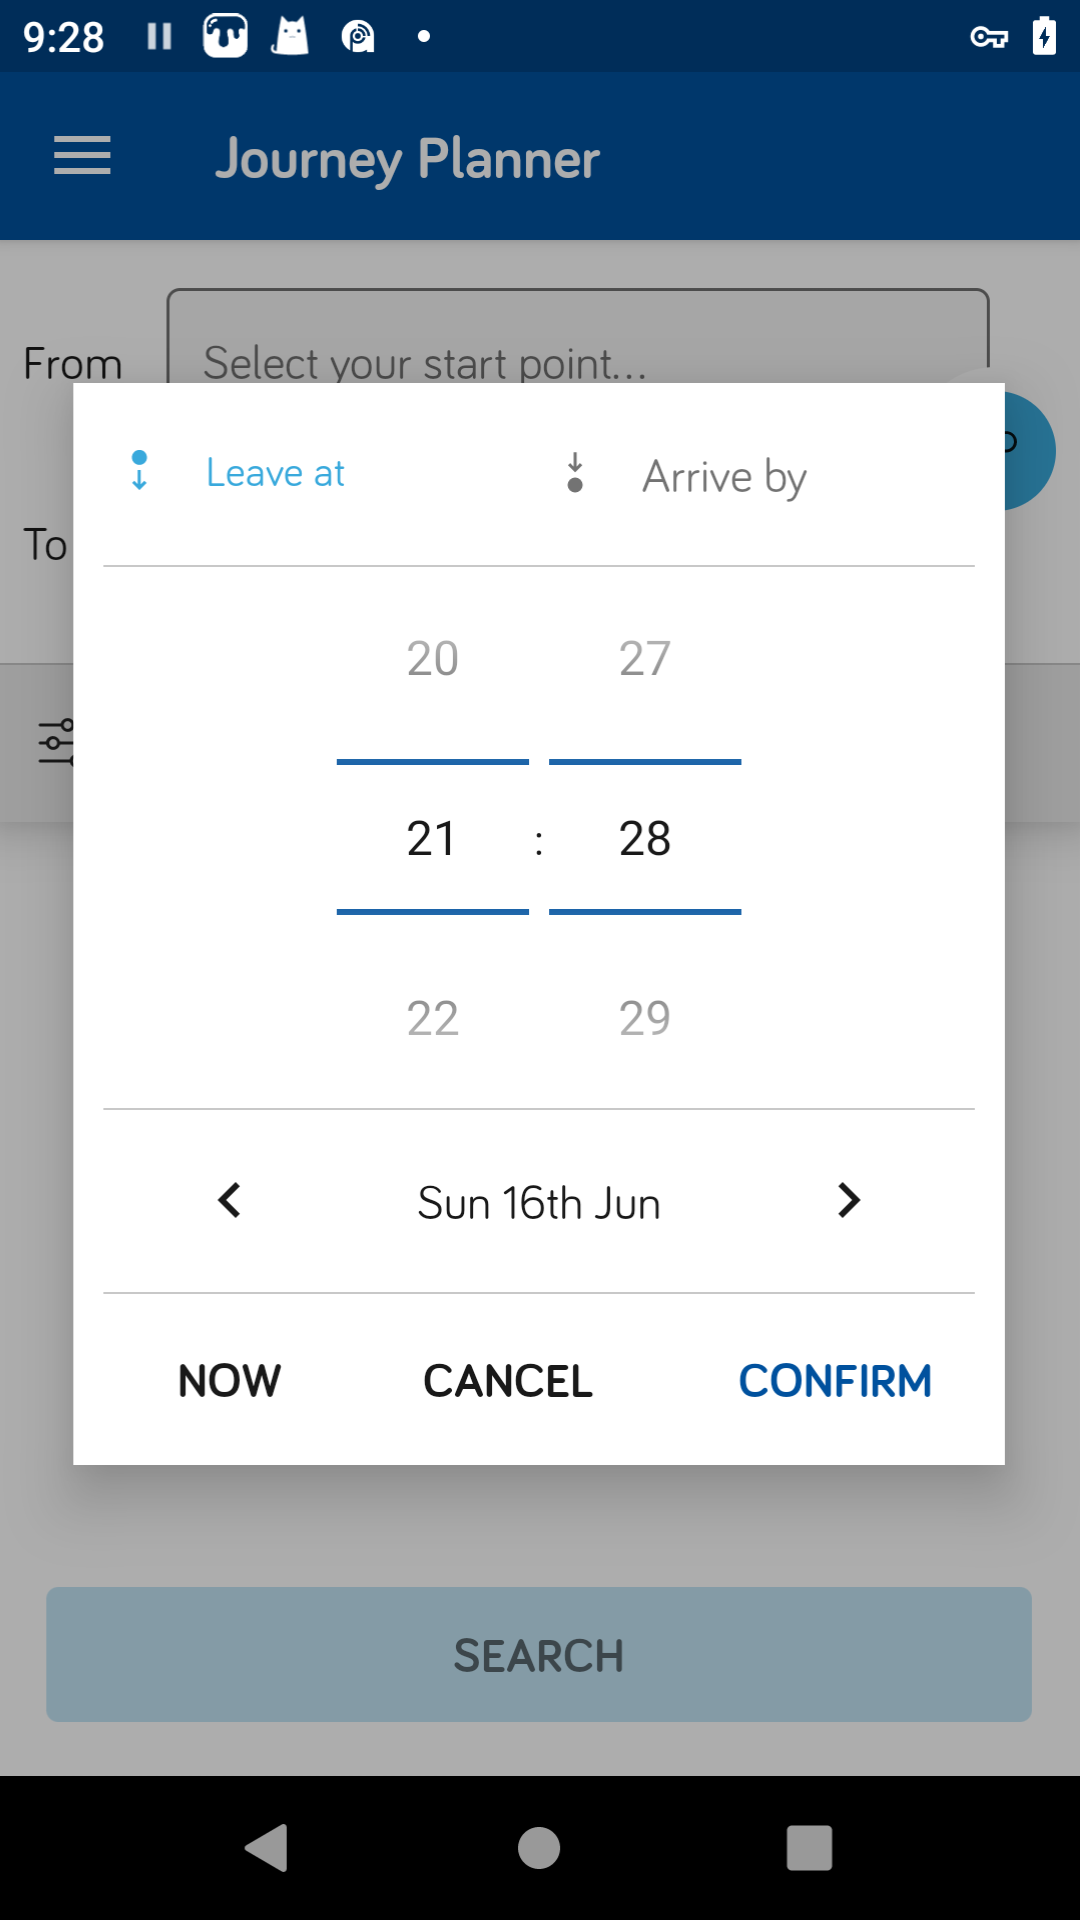 9:28
Journey Planner
From
Select your start point...
Leave at
Arrive by
To
20 27
21 : 28
22 29
Sun 16th Jun
NOW CANCEL CONFIRM
SEARCH